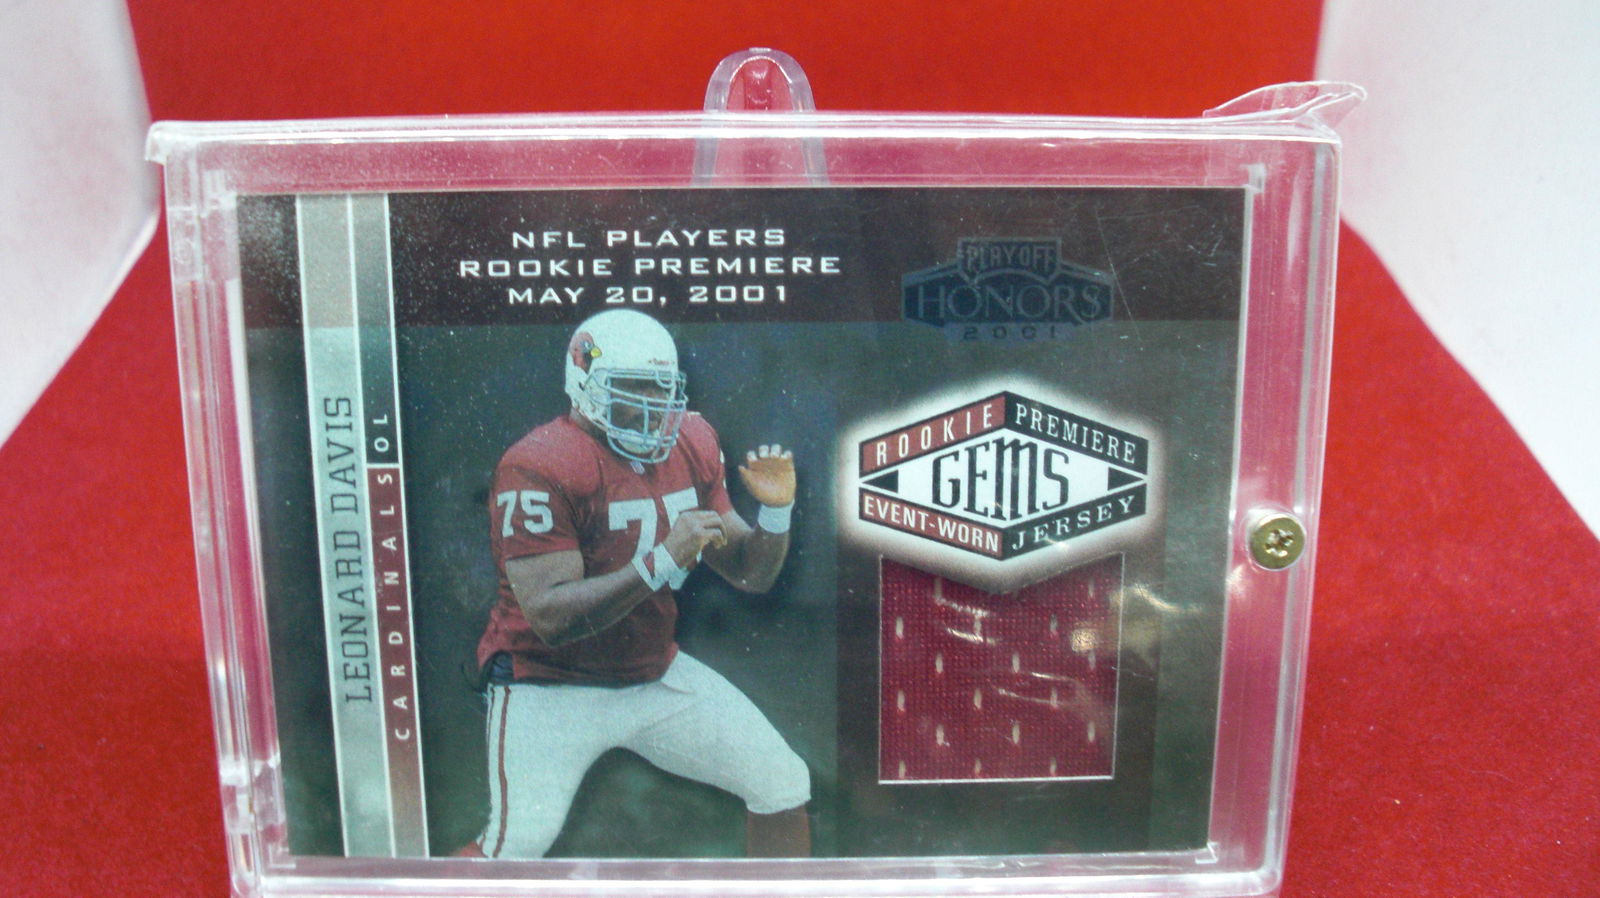 NFL PLAYERS
ROOKIE PREMIERE
MAY 20, 2001
PLAYOFF
HONORS
2001
LEONARD DAVIS
CARDINALS OL
ROOKIE PREMIERE
GEMS
EVENT-WORN JERSEY
75
75